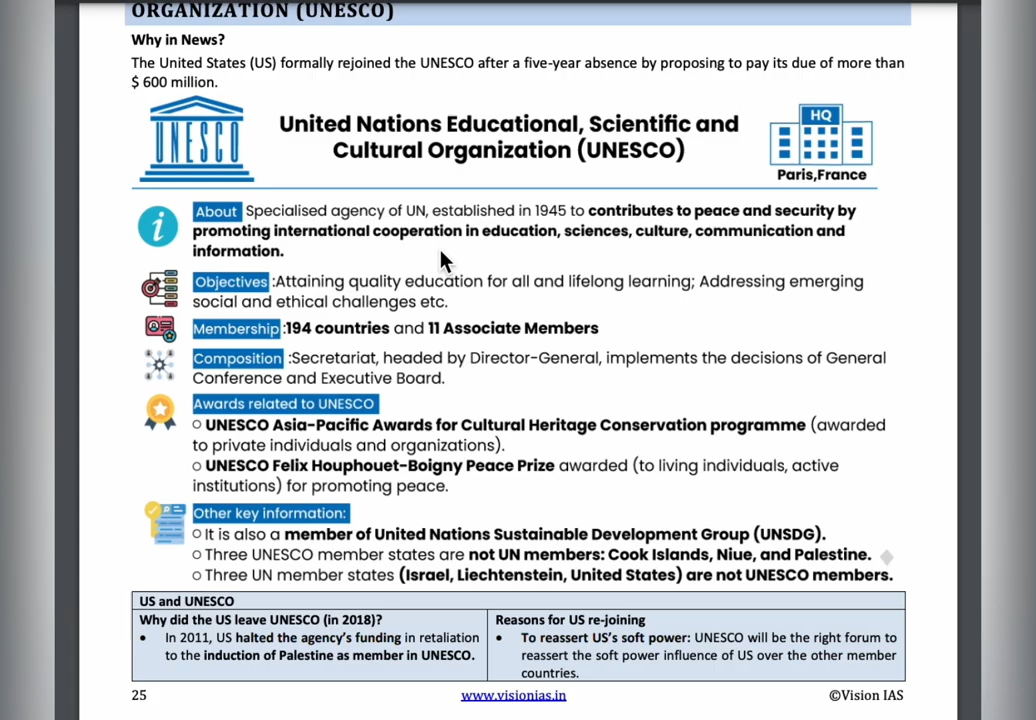 ORGANIZATION (UNESCO)
Why in News?
The United States (US) formally rejoined the UNESCO after a five-year absence by proposing to pay its due of more than
$ 600 million.
UNESCO
United Nations Educational, Scientific and
Cultural Organization (UNESCO)
HQ
Paris,France
About Specialised agency of UN, established in 1945 to contributes to peace and security by
promoting international cooperation in education, sciences, culture, communication and
information.
Objectives :Attaining quality education for all and lifelong learning; Addressing emerging
social and ethical challenges etc.
Membership :194 countries and 11 Associate Members
Composition :Secretariat, headed by Director-General, implements the decisions of General
Conference and Executive Board.
Awards related to UNESCO
○ UNESCO Asia-Pacific Awards for Cultural Heritage Conservation programme (awarded
to private individuals and organizations).
○ UNESCO Felix Houphouet-Boigny Peace Prize awarded (to living individuals, active
institutions) for promoting peace.
Other key information:
○ It is also a member of United Nations Sustainable Development Group (UNSDG).
○ Three UNESCO member states are not UN members: Cook Islands, Niue, and Palestine.
○ Three UN member states (Israel, Liechtenstein, United States) are not UNESCO members.
US and UNESCO
Why did the US leave UNESCO (in 2018)?
• In 2011, US halted the agency's funding in retaliation
to the induction of Palestine as member in UNESCO.
Reasons for US re-joining
• To reassert US's soft power: UNESCO will be the right forum to
reassert the soft power influence of US over the other member
countries.
25
www.visionias.in
©Vision IAS